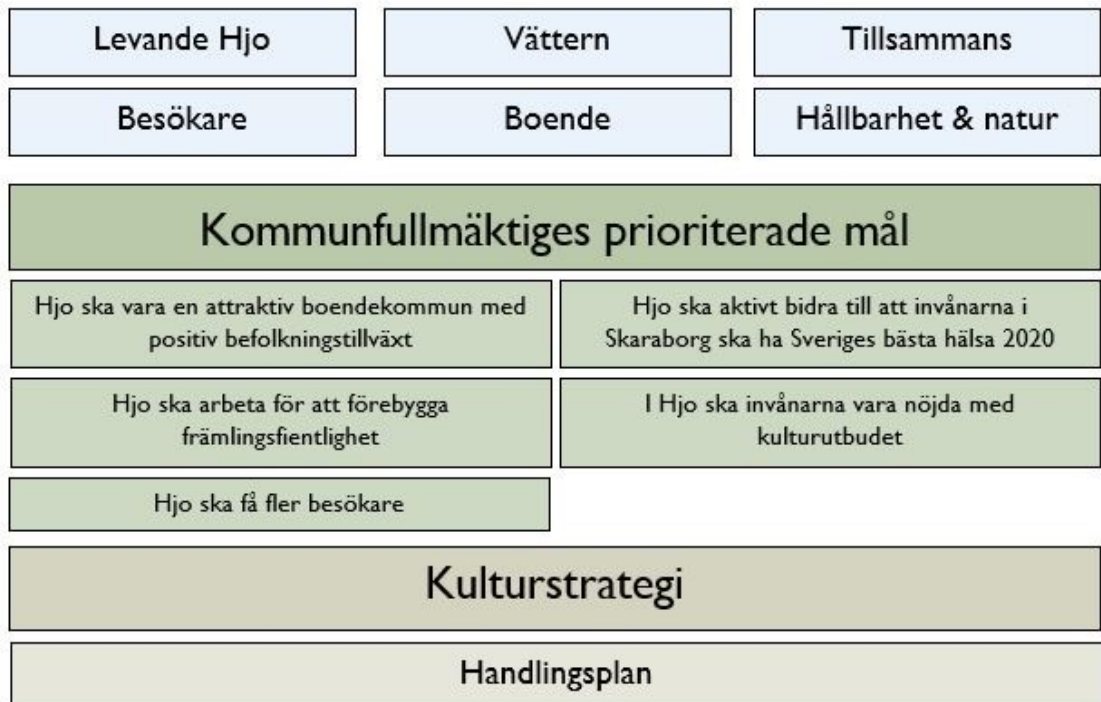 Levande Hjo
Vättern
Tillsammans
Besökare
Boende
Hållbarhet & natur
Kommunfullmäktiges prioriterade mål
Hjo ska vara en attraktiv boendekommun med
positiv befolkningstillväxt
Hjo ska aktivt bidra till att invånarna i
Skaraborg ska ha Sveriges bästa hälsa 2020
Hjo ska arbeta för att förebygga
främlingsfientlighet
I Hjo ska invånarna vara nöjda med
kulturutbudet
Hjo ska få fler besökare
Kulturstrategi
Handlingsplan